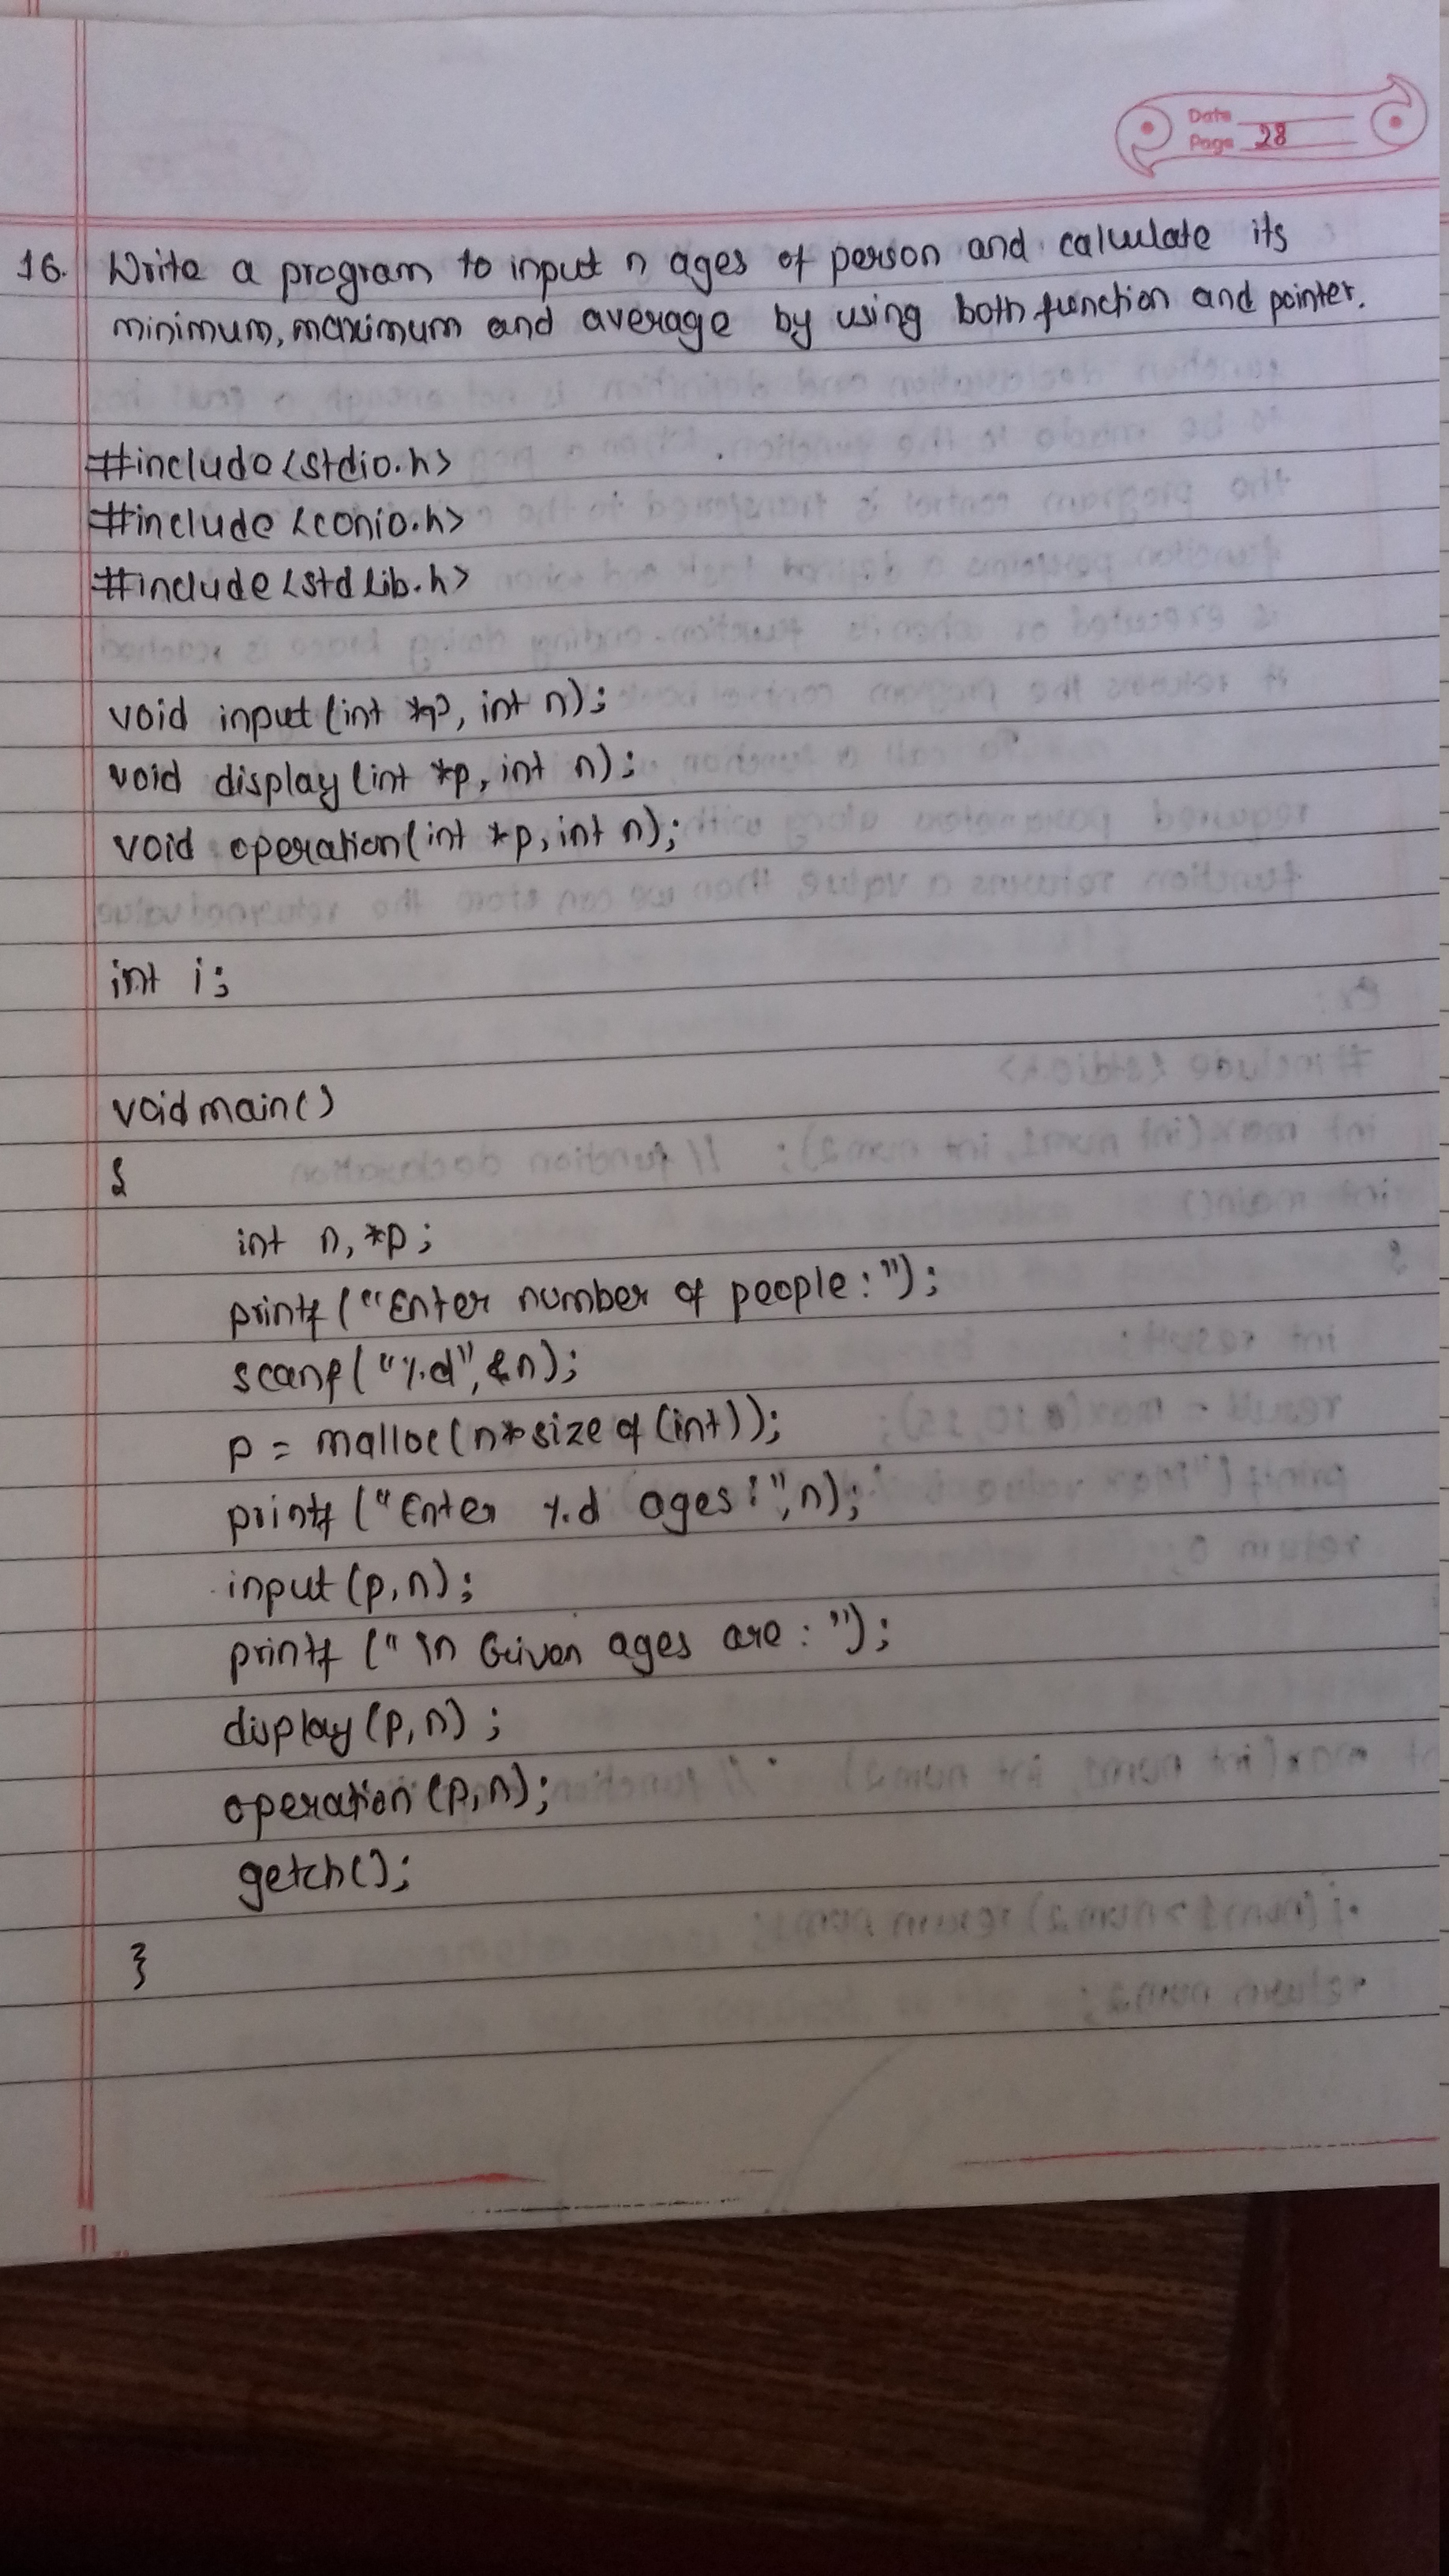 Date
Page 28
16. Write a program to input n ages of person and calculate its
minimum, maximum and average by using both function and pointer.
#include<stdio.h>
#include<conio.h>
#include<stdlib.h>
void input(int *p, int n);
void display(int *p, int n);
void operation(int *p, int n);
int i;
void main()
{
int n, *p;
printf("Enter number of people:");
scanf("%d", &n);
p = malloc(n*size of (int));
printf("Enter %d ages:", n);
input(p,n);
printf("\n Given ages are: ");
display(p,n);
operation(p,n);
getch();
}